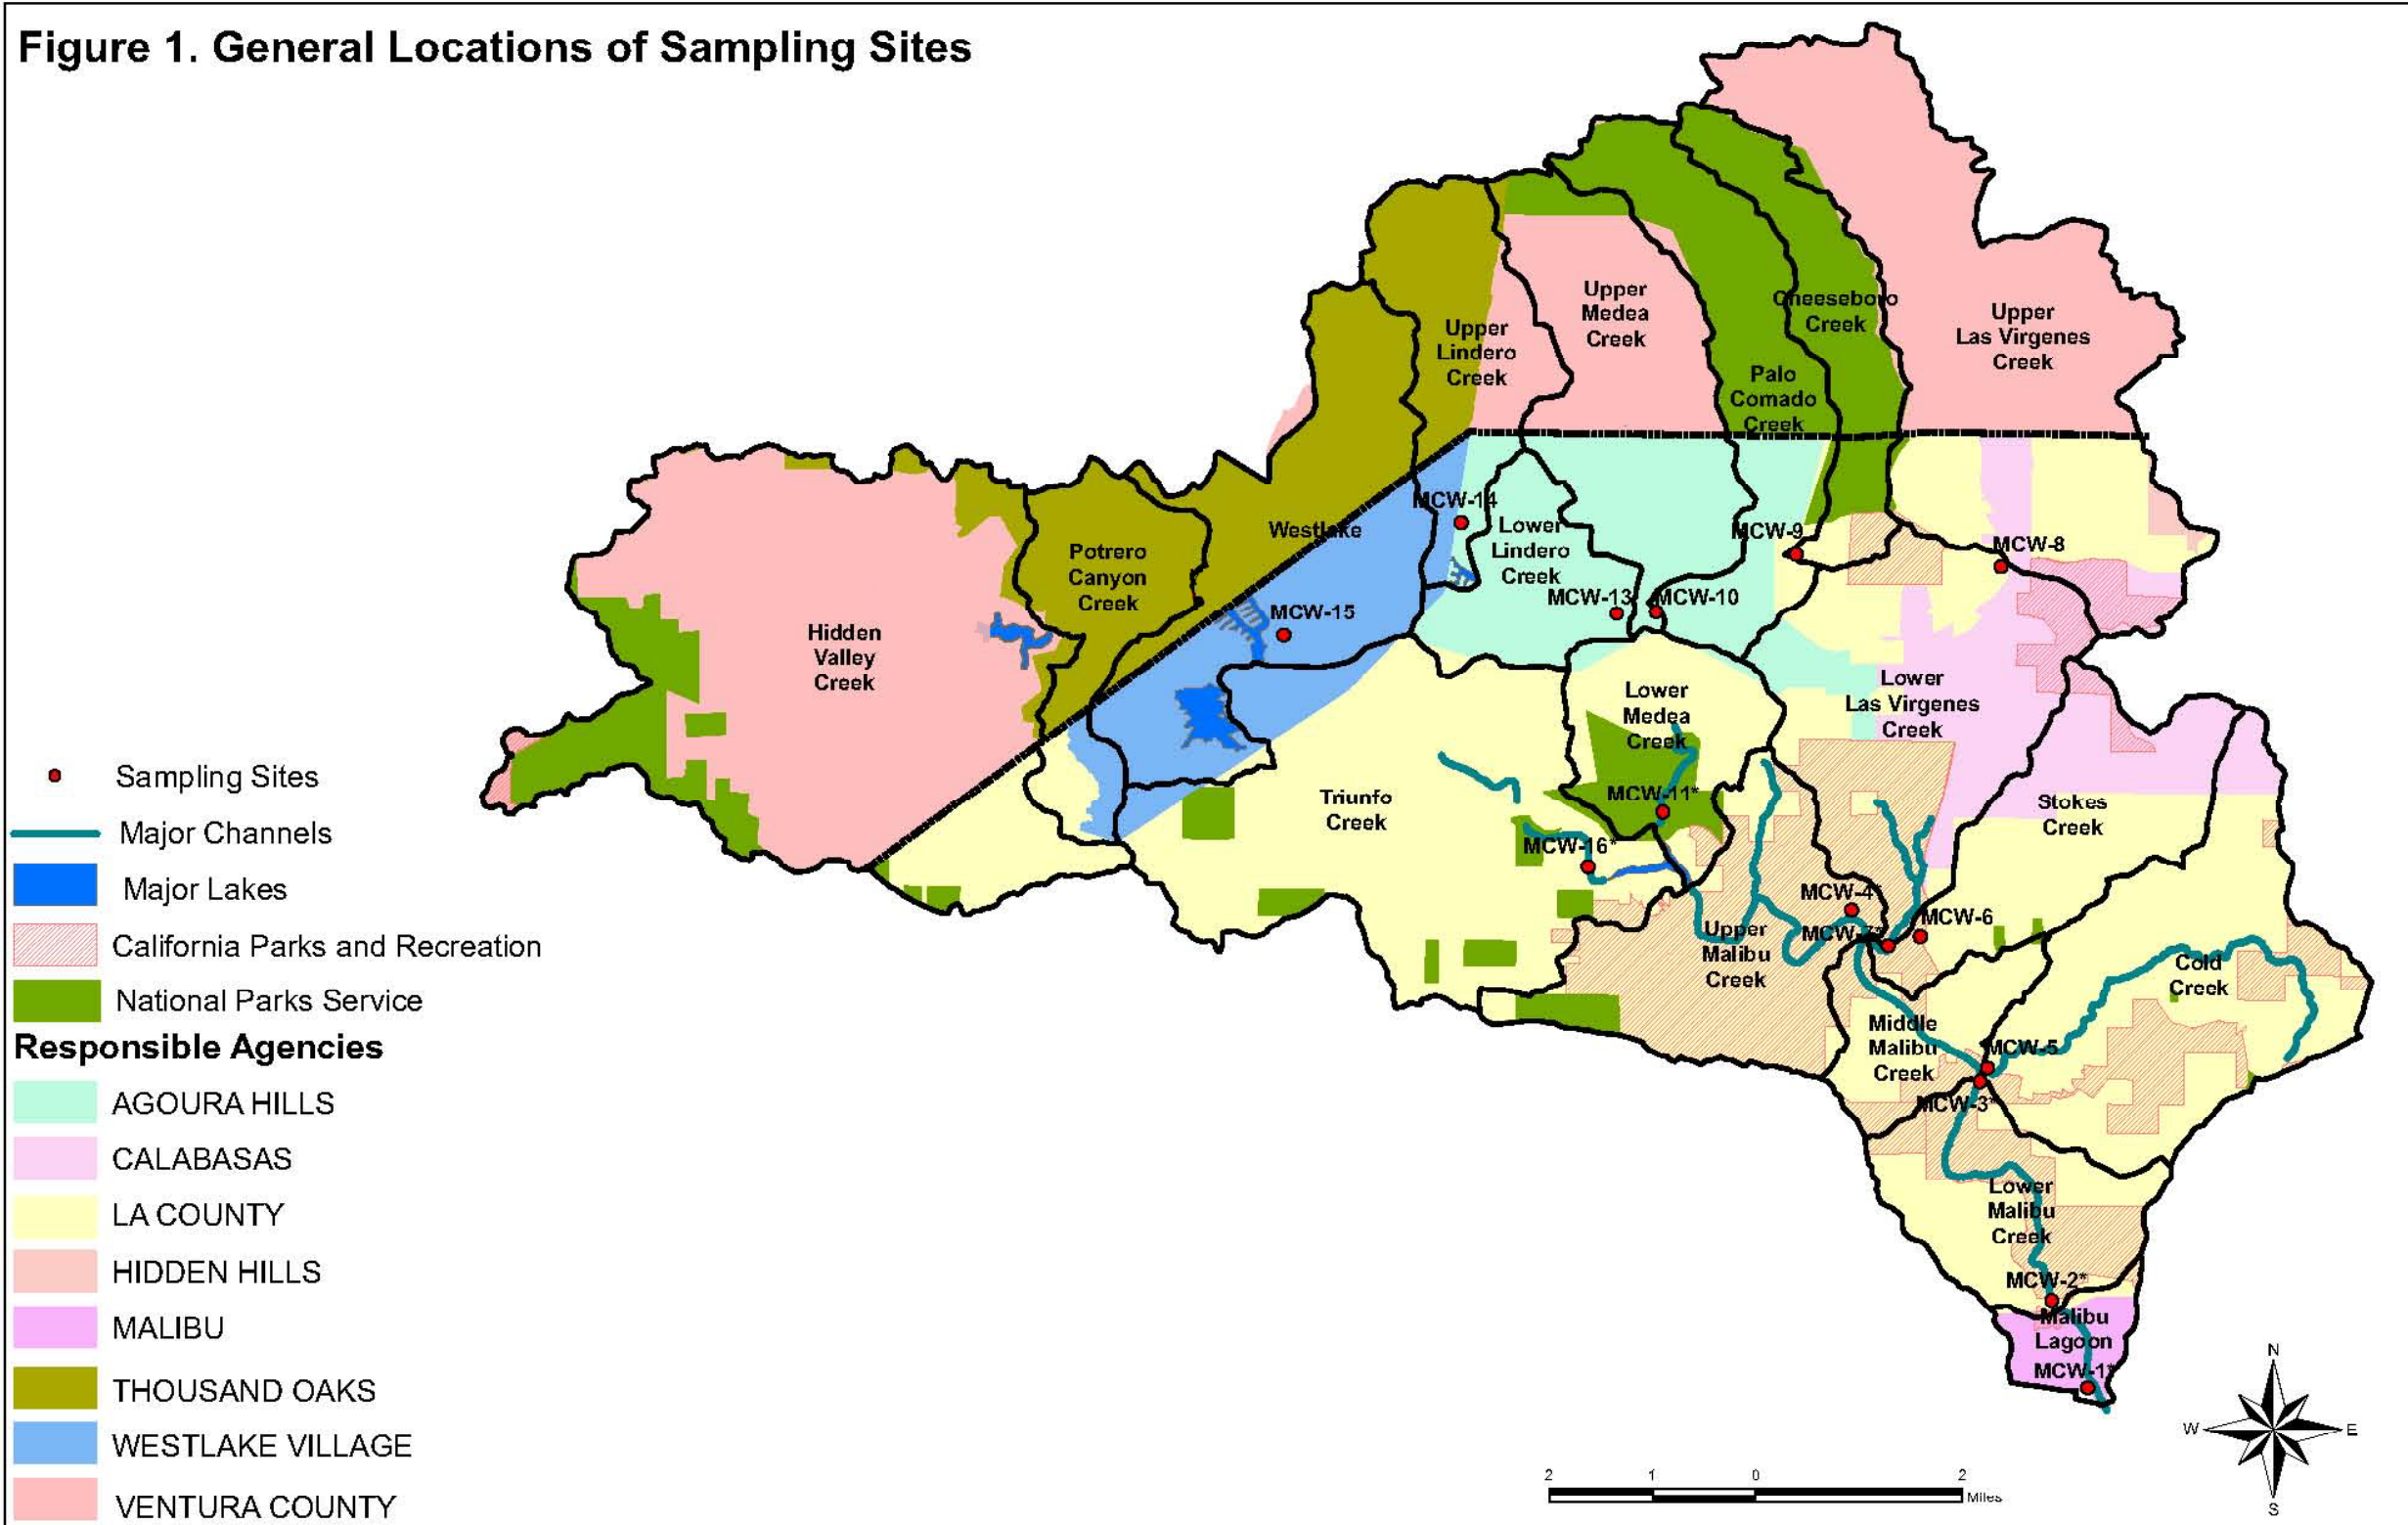 Figure 1. General Locations of Sampling Sites
Upper
Medea
Creek
Cheeseboro
Creek
Upper
Las Virgenes
Creek
Upper
Lindero
Creek
Palo
Comado
Creek
MCW-14
Westlake
Lower
Lindero
Creek
MCW-9
MCW-8
Potrero
Canyon
Creek
MCW-13
MCW-10
MCW-15
Hidden
Valley
Creek
Lower
Medea
Creek
Lower
Las Virgenes
Creek
Triunfo
Creek
MCW-11*
Stokes
Creek
MCW-16*
MCW-4*
MCW-6
MCW-7*
Upper
Malibu
Creek
Cold
Creek
Middle
Malibu
Creek
MCW-5
MCW-3*
Lower
Malibu
Creek
MCW-2*
Malibu
Lagoon
MCW-1*
Sampling Sites
Major Channels
Major Lakes
California Parks and Recreation
National Parks Service
Responsible Agencies
AGOURA HILLS
CALABASAS
LA COUNTY
HIDDEN HILLS
MALIBU
THOUSAND OAKS
WESTLAKE VILLAGE
VENTURA COUNTY
N
W
E
S
2 1 0 2
Miles